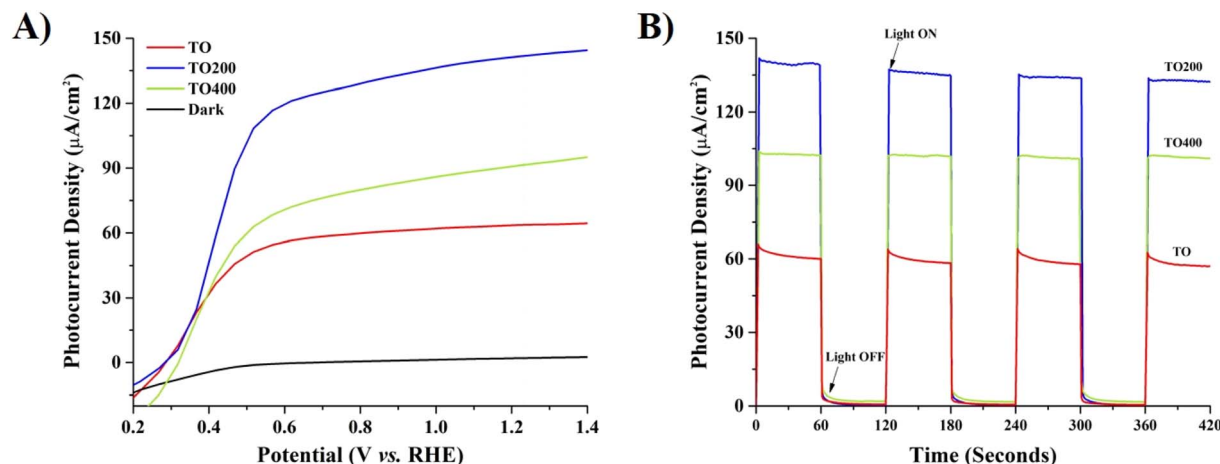 A)
Photocurrent Density (μA/cm²)
150
120
90
60
30
0
TO
TO200
TO400
Dark
0.2 0.4 0.6 0.8 1.0 1.2 1.4
Potential (V vs. RHE)
B)
Photocurrent Density (μA/cm²)
150
120
90
60
30
0
Light ON
TO200
TO400
TO
Light OFF
0 60 120 180 240 300 360 420
Time (Seconds)